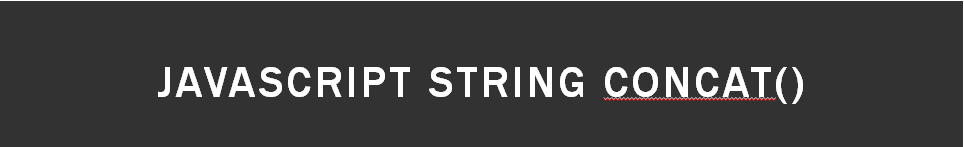 JAVASCRIPT STRING CONCAT()